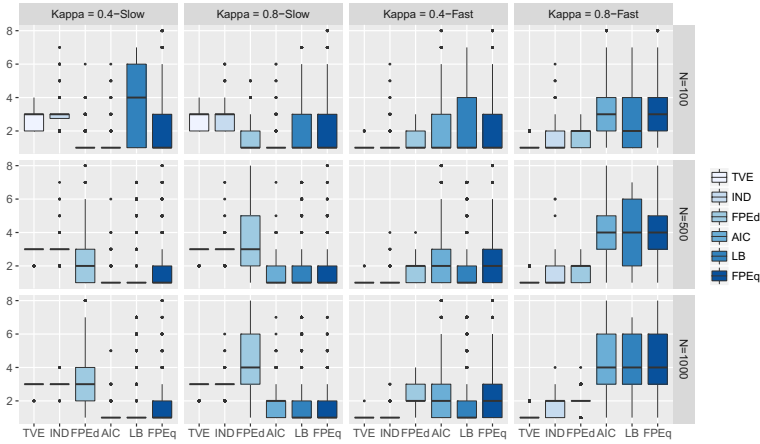 Kappa = 0.4−Slow
Kappa = 0.8−Slow
Kappa = 0.4−Fast
Kappa = 0.8−Fast
8
6
4
2
N=100
8
6
4
2
N=500
8
6
4
2
N=1000
TVE IND FPEd AIC LB FPEq
TVE IND FPEd AIC LB FPEq
TVE IND FPEd AIC LB FPEq
TVE IND FPEd AIC LB FPEq
TVE
IND
FPEd
AIC
LB
FPEq